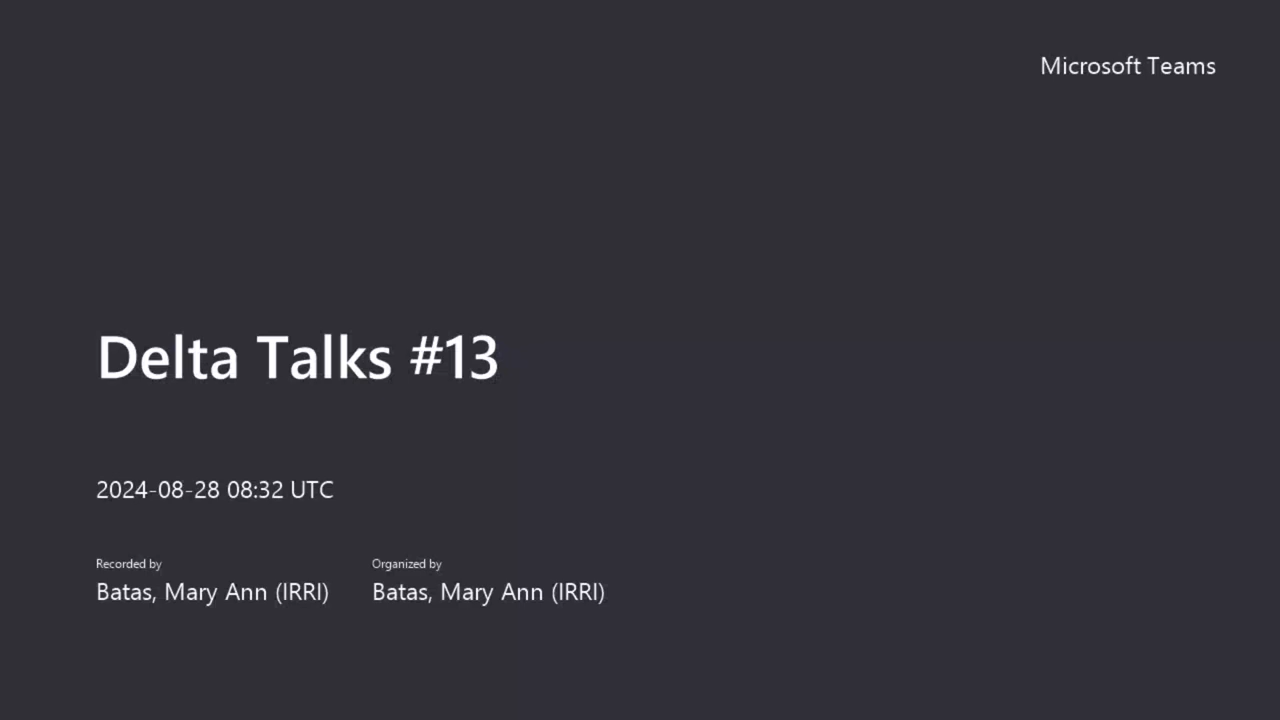 Microsoft Teams
Delta Talks #13
2024-08-28 08:32 UTC
Recorded by
Batas, Mary Ann (IRRI)
Organized by
Batas, Mary Ann (IRRI)